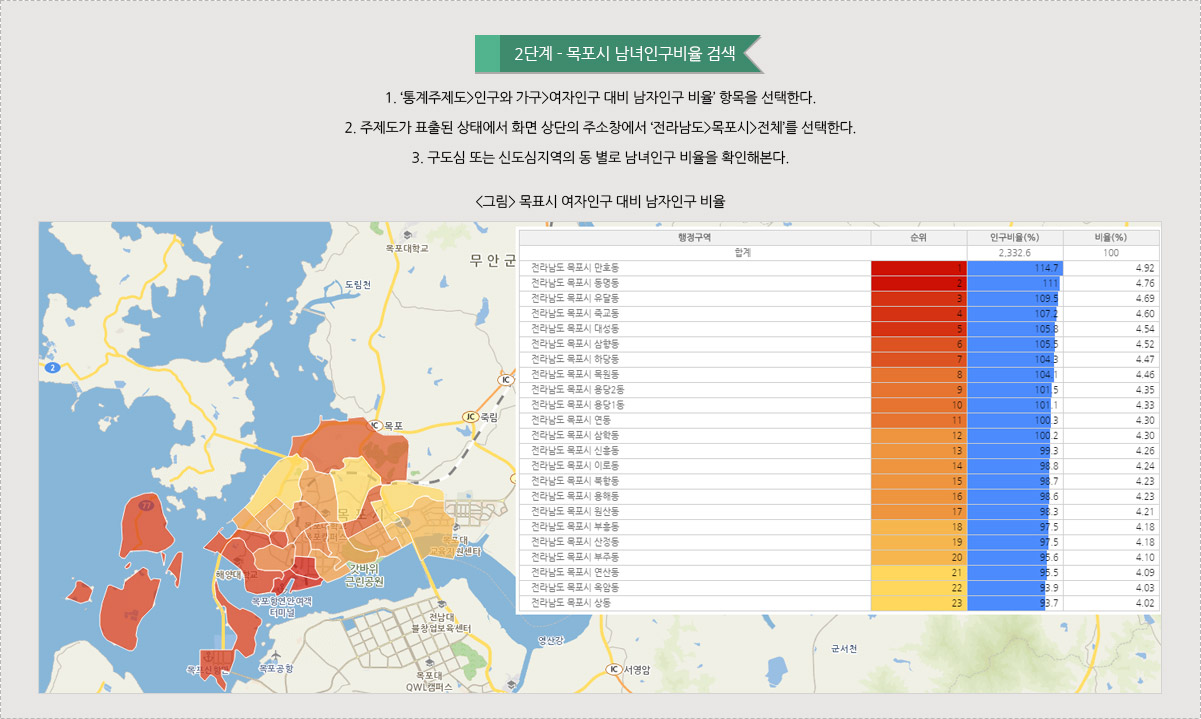 2단계 - 목포시 남녀인구비율 검색
1. ‘통계주제도>인구와 가구>여자인구 대비 남자인구 비율’ 항목을 선택한다.
2. 주제도가 표출된 상태에서 화면 상단의 주소창에서 ‘전라남도>목포시>전체’를 선택한다.
3. 구도심 또는 신도심지역의 동 별로 남녀인구 비율을 확인해본다.
<그림> 목표시 여자인구 대비 남자인구 비율
행정구역 순위 인구비율(%) 비율(%)
합계 2,332.6 100
전라남도 목포시 만호동 1 114.7 4.92
전라남도 목포시 동명동 2 111 4.76
전라남도 목포시 유달동 3 109.5 4.69
전라남도 목포시 죽교동 4 107.2 4.60
전라남도 목포시 대성동 5 105.8 4.54
전라남도 목포시 삼향동 6 105.5 4.52
전라남도 목포시 하당동 7 104.3 4.47
전라남도 목포시 목원동 8 104.1 4.46
전라남도 목포시 용당2동 9 101.5 4.35
전라남도 목포시 용당1동 10 101.1 4.33
전라남도 목포시 연동 11 100.3 4.30
전라남도 목포시 삼학동 12 100.2 4.30
전라남도 목포시 신흥동 13 99.3 4.26
전라남도 목포시 이로동 14 98.8 4.24
전라남도 목포시 북항동 15 98.7 4.23
전라남도 목포시 용해동 16 98.6 4.23
전라남도 목포시 원산동 17 98.3 4.21
전라남도 목포시 부흥동 18 97.5 4.18
전라남도 목포시 산정동 19 97.5 4.18
전라남도 목포시 부주동 20 95.6 4.10
전라남도 목포시 연산동 21 95.5 4.09
전라남도 목포시 옥암동 22 93.9 4.03
전라남도 목포시 상동 23 93.7 4.02
목포대학교
무안군
도림천
2
IC
JC 죽림
IC 목포
77
목포시
목포대학교
목포캠퍼스
목포대
교육지원센터
갓바위
근린공원
해양대학교
목포항연안여객
터미널
전남대
불창업보육센터
영산강
군서천
목포신항만
목포공항
IC 서영암
목포대
QWL캠퍼스